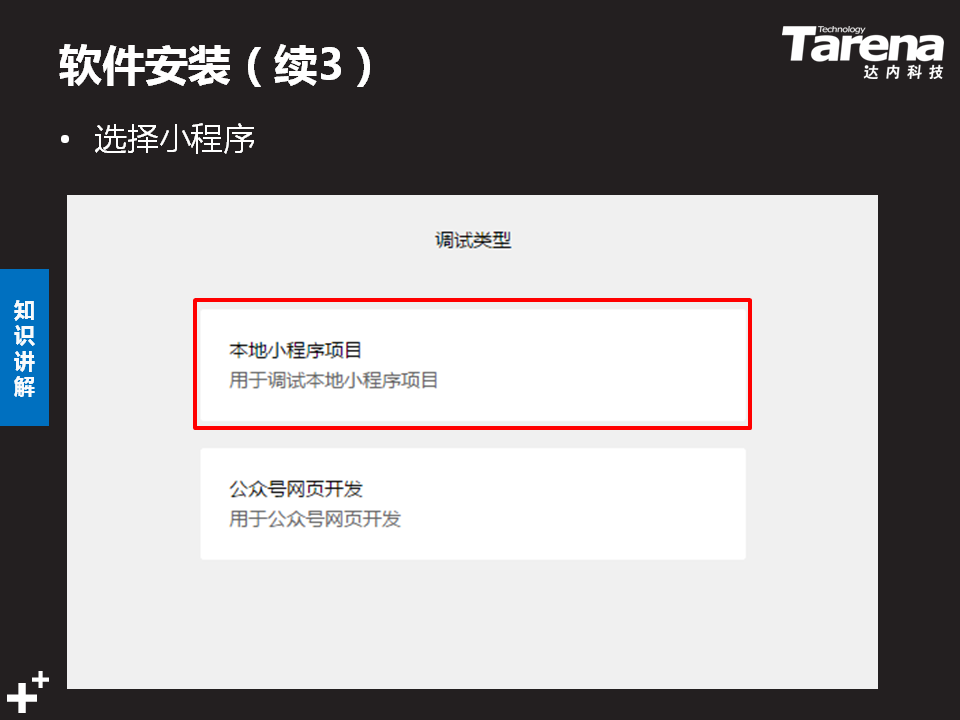 软件安装（续3）
Technology
Tarena
达内科技
• 选择小程序
调试类型
知识讲解
本地小程序项目
用于调试本地小程序项目
公众号网页开发
用于公众号网页开发